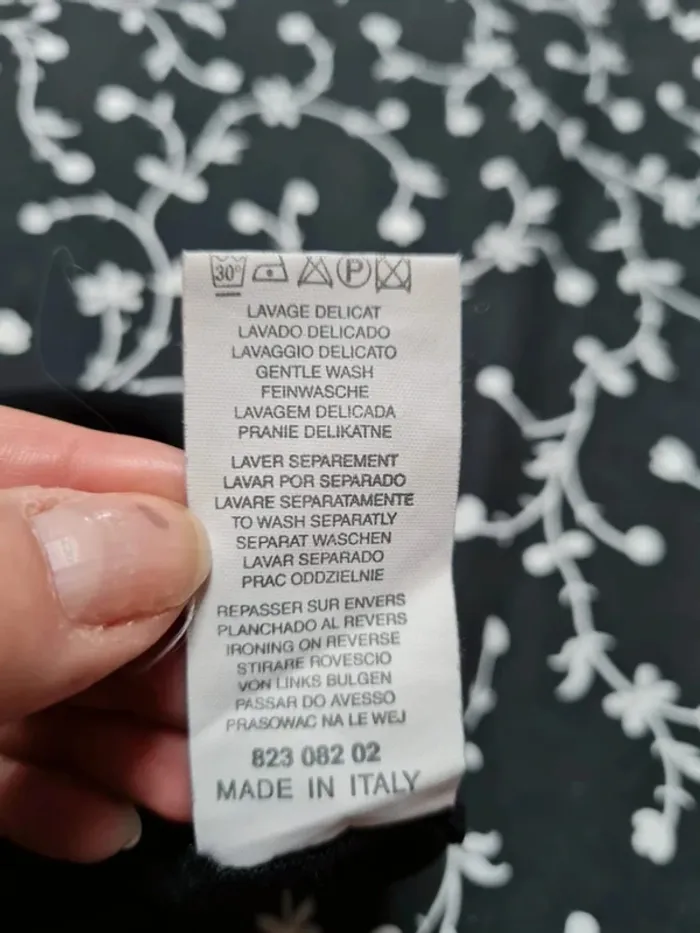 30°
P
LAVAGE DELICAT
LAVADO DELICADO
LAVAGGIO DELICATO
GENTLE WASH
FEINWASCHE
LAVAGEM DELICADA
PRANIE DELIKATNE
LAVER SEPAREMENT
LAVAR POR SEPARADO
LAVARE SEPARATAMENTE
TO WASH SEPARATLY
SEPARAT WASCHEN
LAVAR SEPARADO
PRAC ODDZIELNIE
REPASSER SUR ENVERS
PLANCHADO AL REVERS
IRONING ON REVERSE
STIRARE ROVESCIO
VON LINKS BULGEN
PASSAR DO AVESSO
PRASOWAC NA LE WEJ
823 082 02
MADE IN ITALY